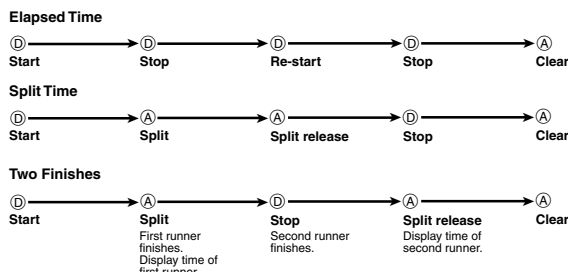 Elapsed Time
Ⓓ Ⓓ Ⓓ Ⓓ Ⓐ
Start Stop Re-start Stop Clear
Split Time
Ⓓ Ⓐ Ⓐ Ⓓ Ⓐ
Start Split Split release Stop Clear
Two Finishes
Ⓓ Ⓐ Ⓓ Ⓐ Ⓐ
Start Split Stop Split release Clear
First runner Second runner Display time of
finishes. finishes. second runner.
Display time of
first runner